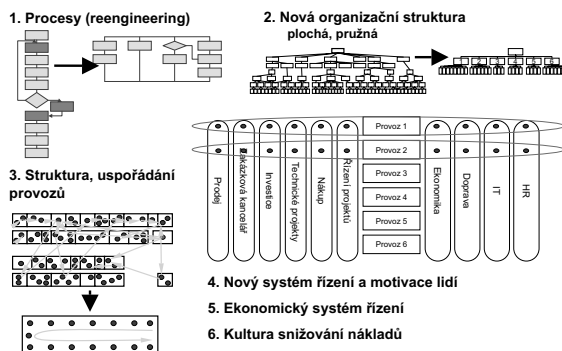 1. Procesy (reengineering)
2. Nová organizační struktura
plochá, pružná
Provoz 1
Provoz 2
Provoz 3
Provoz 4
Provoz 5
Provoz 6
Prodej
Zakázková kancelář
Investice
Technické projekty
Nákup
Řízení projektů
Ekonomika
Doprava
IT
HR
3. Struktura, uspořádání
provozů
4. Nový systém řízení a motivace lidí
5. Ekonomický systém řízení
6. Kultura snižování nákladů